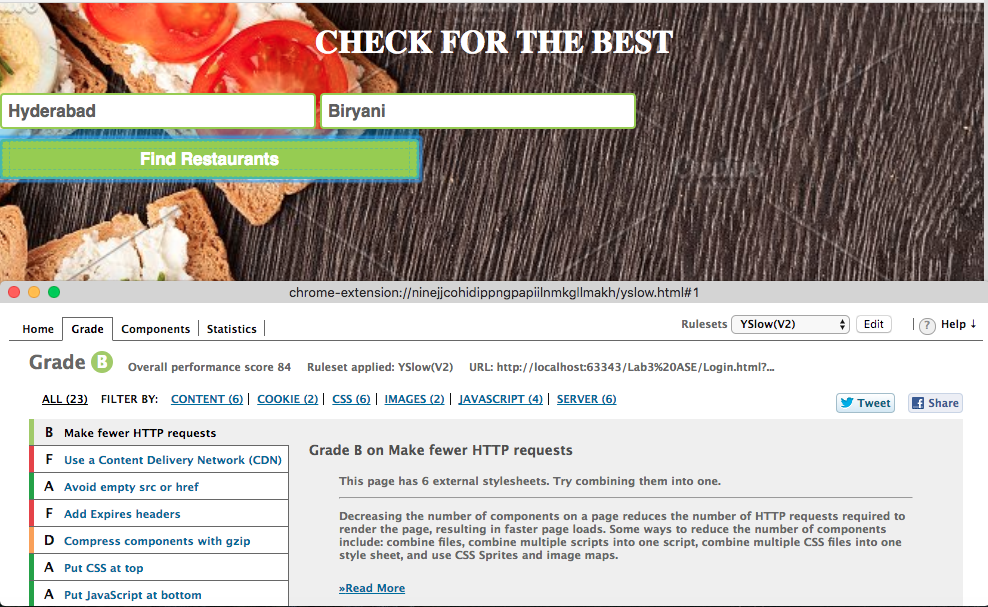 CHECK FOR THE BEST
Hyderabad Biryani
Find Restaurants
chrome-extension://ninejjcohidippngpapiilnmkgllmakh/yslow.html#1
Home Grade Components Statistics
Rulesets YSlow(V2) Edit ? Help ↓
Grade B Overall performance score 84 Ruleset applied: YSlow(V2) URL: http://localhost:63343/Lab3%20ASE/Login.html?...
ALL (23) FILTER BY: CONTENT (6) | COOKIE (2) | CSS (6) | IMAGES (2) | JAVASCRIPT (4) | SERVER (6)
Tweet Share
B Make fewer HTTP requests
F Use a Content Delivery Network (CDN)
A Avoid empty src or href
F Add Expires headers
D Compress components with gzip
A Put CSS at top
A Put JavaScript at bottom
Grade B on Make fewer HTTP requests
This page has 6 external stylesheets. Try combining them into one.
Decreasing the number of components on a page reduces the number of HTTP requests required to
render the page, resulting in faster page loads. Some ways to reduce the number of components
include: combine files, combine multiple scripts into one script, combine multiple CSS files into one
style sheet, and use CSS Sprites and image maps.
»Read More